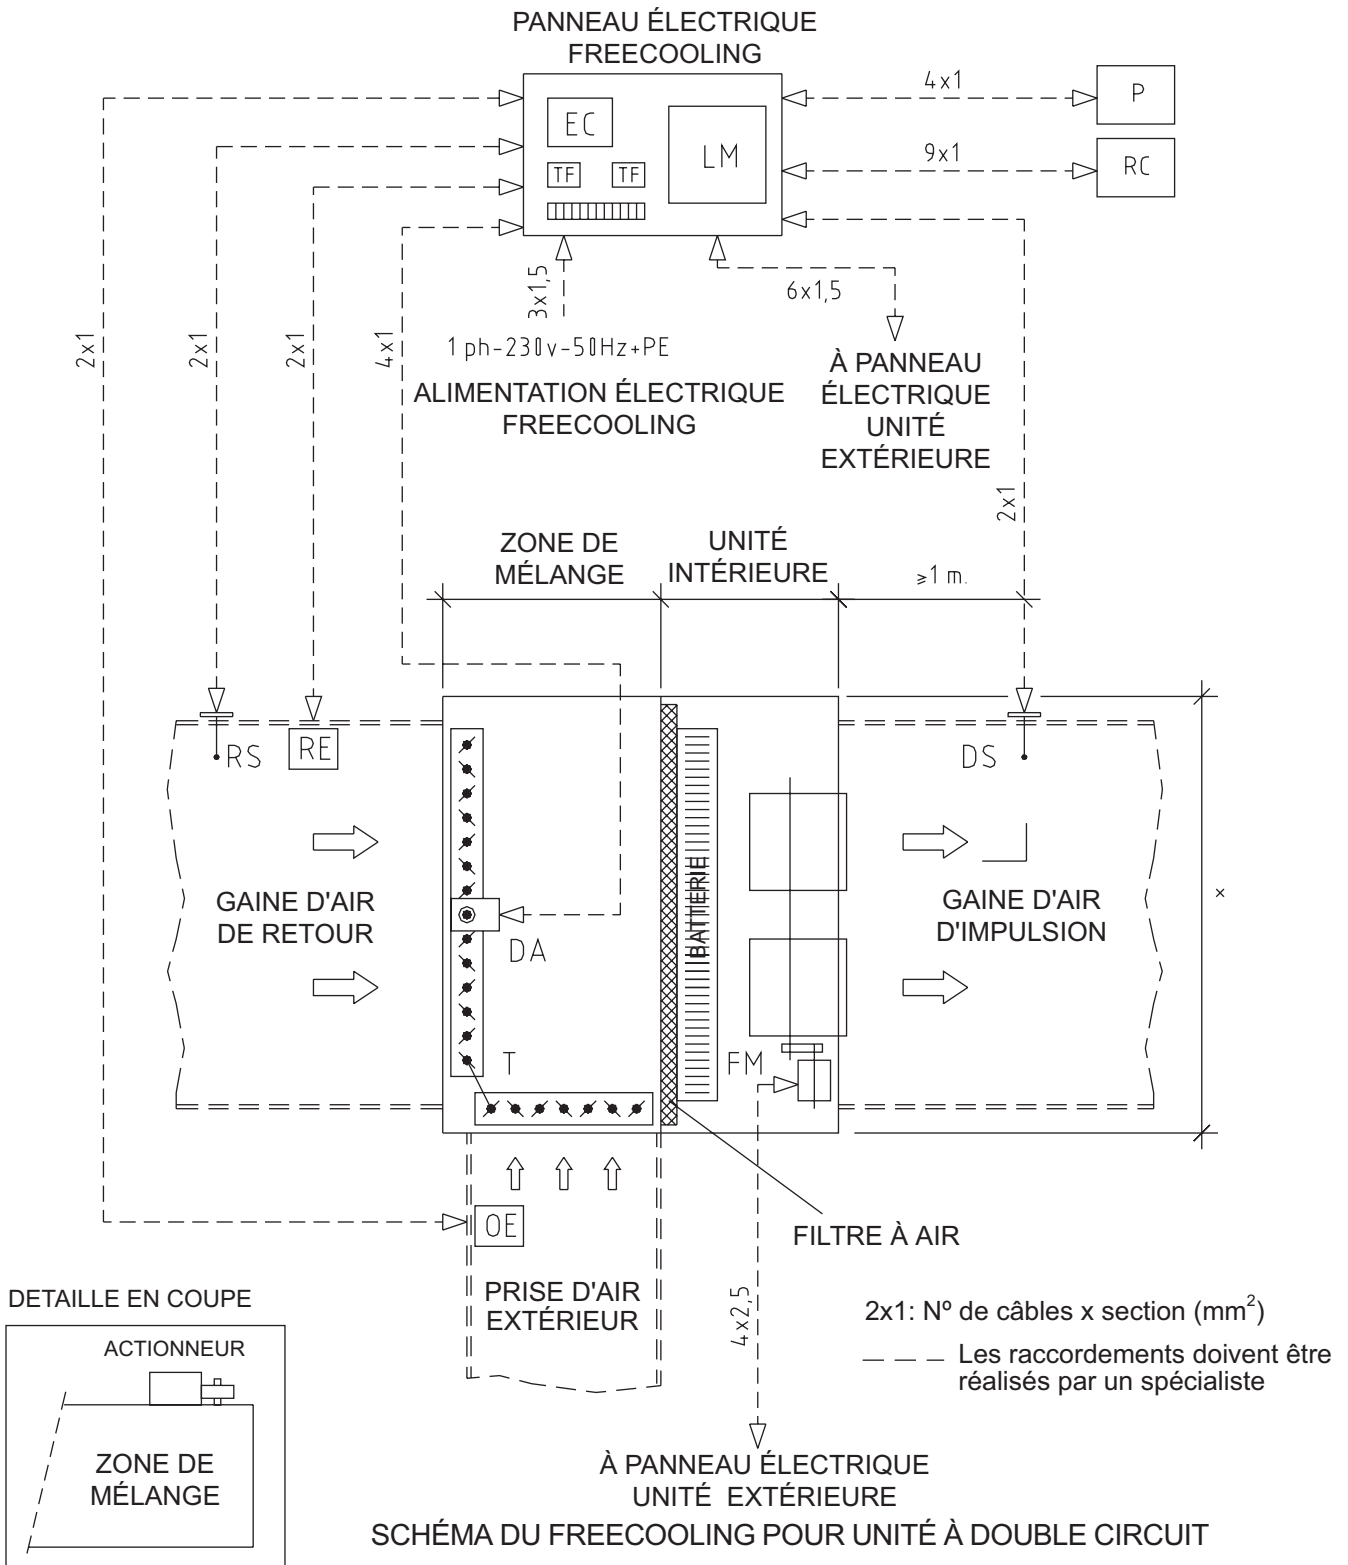 PANNEAU ÉLECTRIQUE
FREECOOLING
EC
LM
TF
TF
4x1
P
9x1
RC
3x1,5
6x1,5
1 ph-230v-50Hz+PE
ALIMENTATION ÉLECTRIQUE
FREECOOLING
À PANNEAU
ÉLECTRIQUE
UNITÉ
EXTÉRIEURE
2x1
2x1
2x1
4x1
2x1
ZONE DE
MÉLANGE
UNITÉ
INTÉRIEURE
≥1 m.
RS
RE
DS
GAINE D'AIR
DE RETOUR
DA
BATTERIE
GAINE D'AIR
D'IMPULSION
x
T
FM
OE
FILTRE À AIR
PRISE D'AIR
EXTÉRIEUR
4x2,5
DETAILLE EN COUPE
ACTIONNEUR
ZONE DE
MÉLANGE
2x1: Nº de câbles x section (mm²)
Les raccordements doivent être
réalisés par un spécialiste
À PANNEAU ÉLECTRIQUE
UNITÉ EXTÉRIEURE
SCHÉMA DU FREECOOLING POUR UNITÉ À DOUBLE CIRCUIT